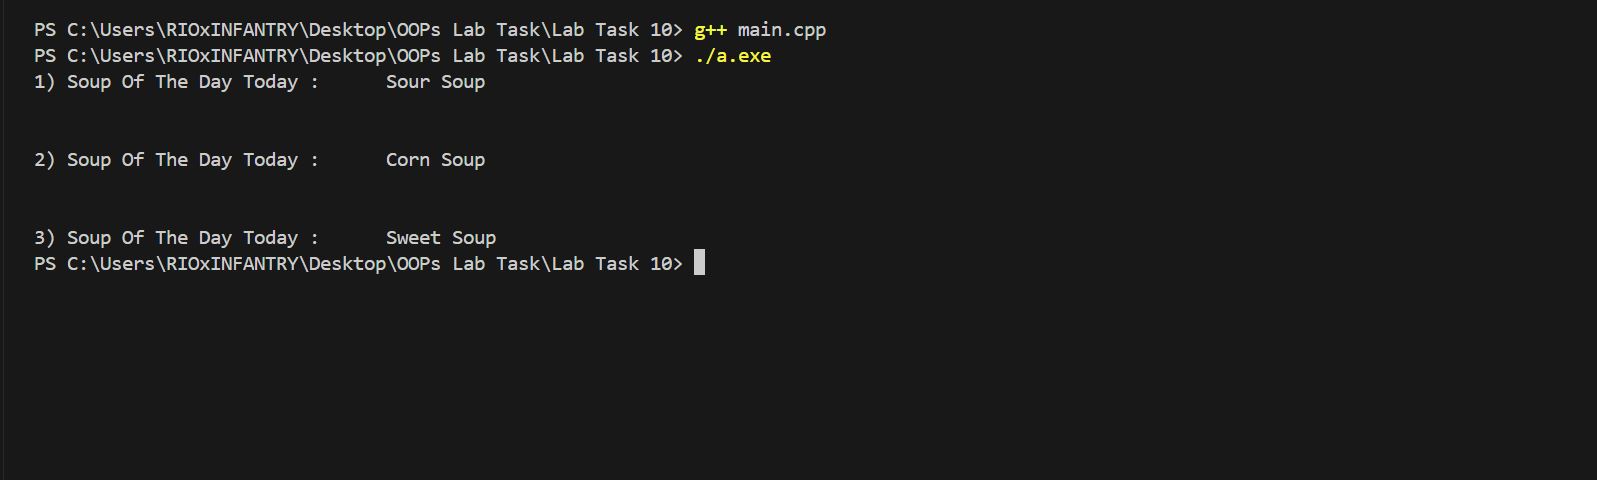 PS C:\Users\RIOxINFANTRY\Desktop\OOPs Lab Task\Lab Task 10> g++ main.cpp
PS C:\Users\RIOxINFANTRY\Desktop\OOPs Lab Task\Lab Task 10> ./a.exe
1) Soup Of The Day Today :      Sour Soup
2) Soup Of The Day Today :      Corn Soup
3) Soup Of The Day Today :      Sweet Soup
PS C:\Users\RIOxINFANTRY\Desktop\OOPs Lab Task\Lab Task 10>